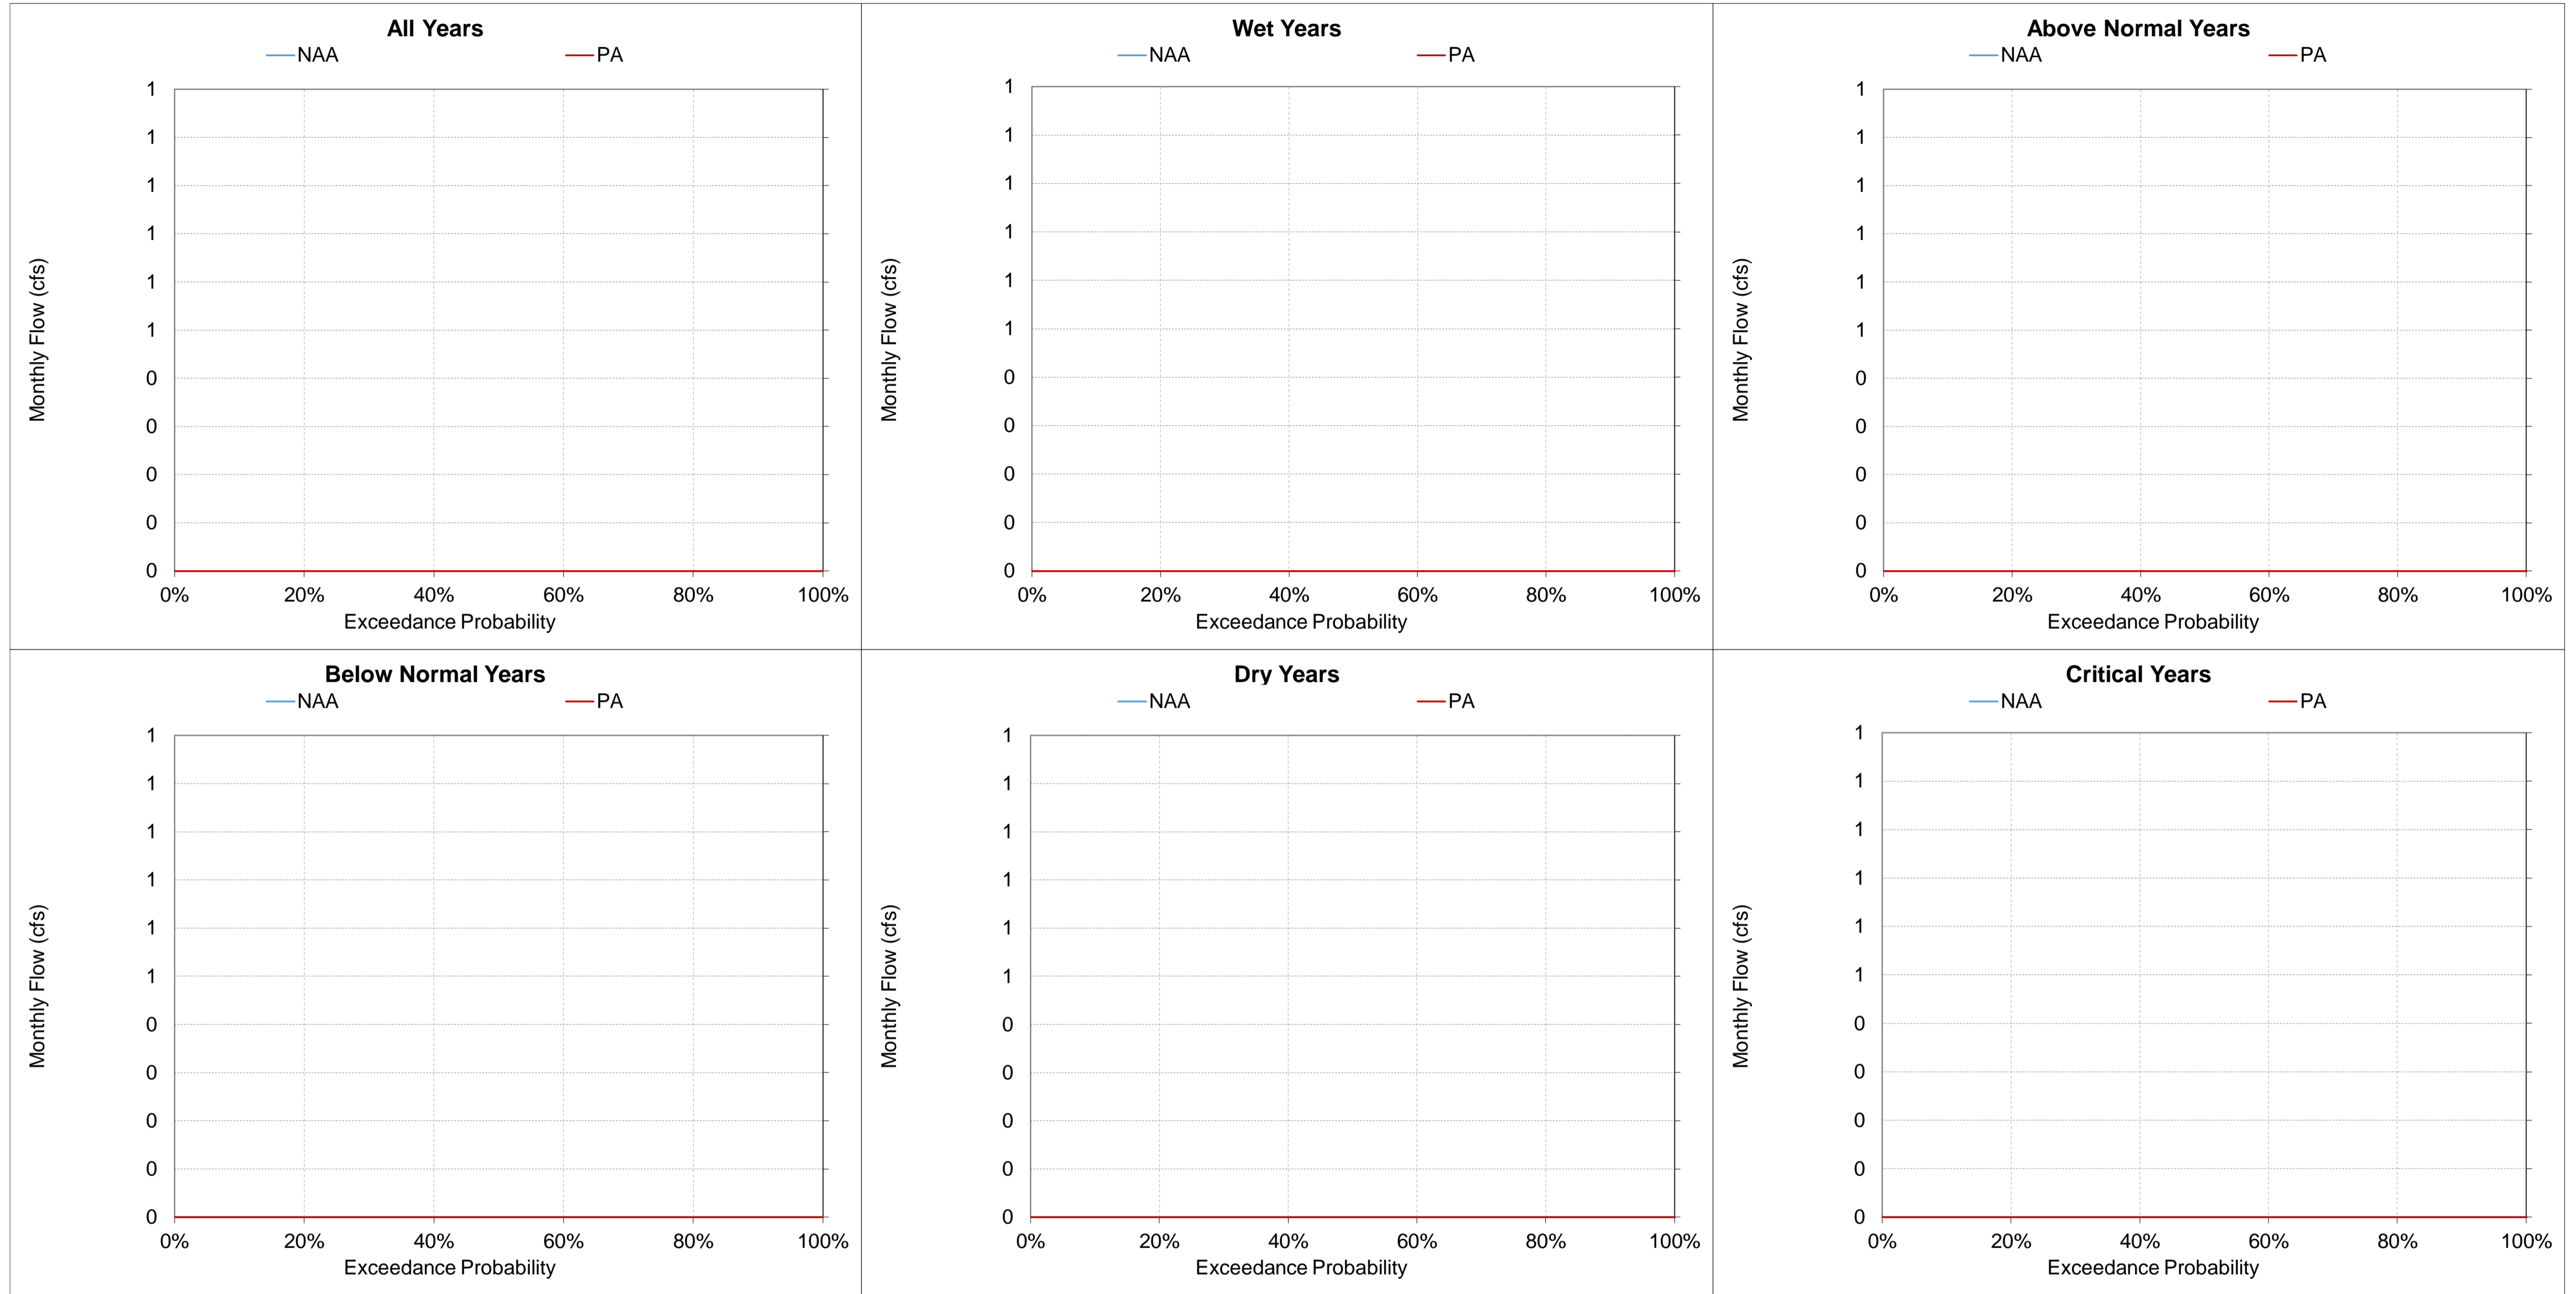 All Years
NAA PA
Monthly Flow (cfs)
1
1
1
1
1
1
0
0
0
0
0
0% 20% 40% 60% 80% 100%
Exceedance Probability
Wet Years
NAA PA
Monthly Flow (cfs)
1
1
1
1
1
1
0
0
0
0
0
0% 20% 40% 60% 80% 100%
Exceedance Probability
Above Normal Years
NAA PA
Monthly Flow (cfs)
1
1
1
1
1
1
0
0
0
0
0
0% 20% 40% 60% 80% 100%
Exceedance Probability
Below Normal Years
NAA PA
Monthly Flow (cfs)
1
1
1
1
1
1
0
0
0
0
0
0% 20% 40% 60% 80% 100%
Exceedance Probability
Dry Years
NAA PA
Monthly Flow (cfs)
1
1
1
1
1
1
0
0
0
0
0
0% 20% 40% 60% 80% 100%
Exceedance Probability
Critical Years
NAA PA
Monthly Flow (cfs)
1
1
1
1
1
1
0
0
0
0
0
0% 20% 40% 60% 80% 100%
Exceedance Probability